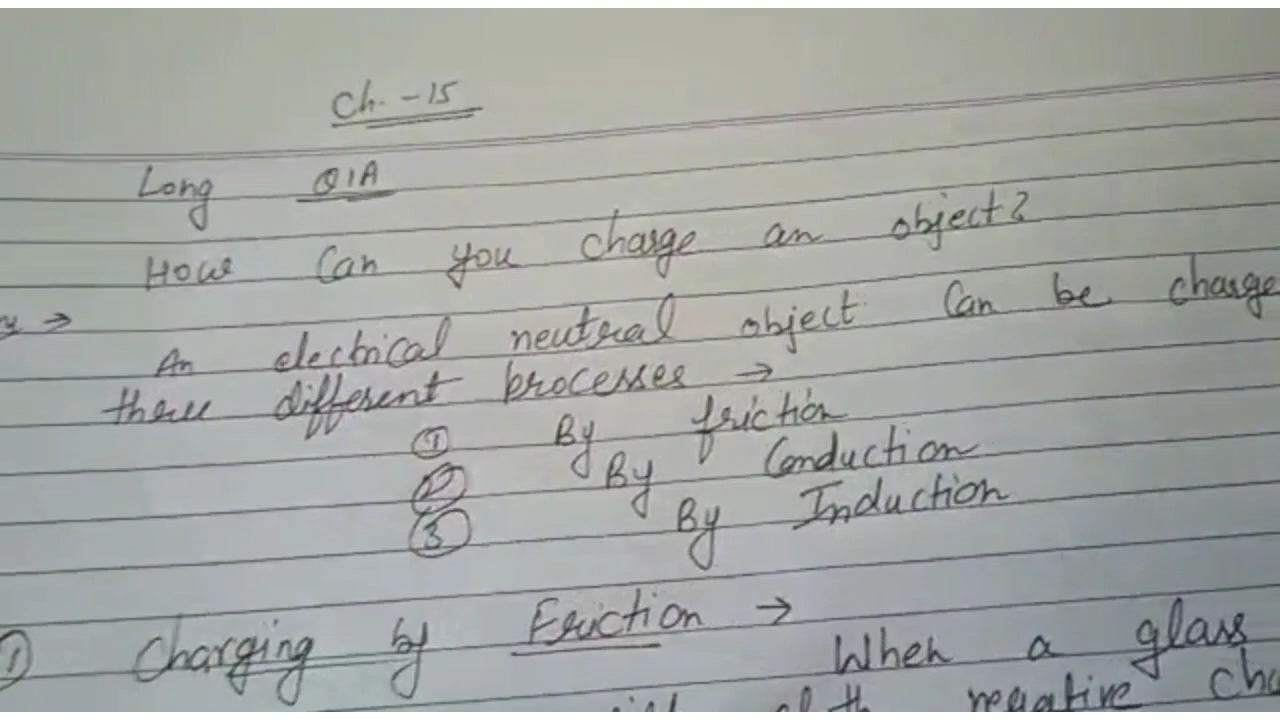 Ch. - 15
Long Q/A
How Can you charge an object?
→ An electrical neutral object Can be charge
three different processes →
① By friction
② By Conduction
③ By Induction
① Charging by Friction → When a glass
negative